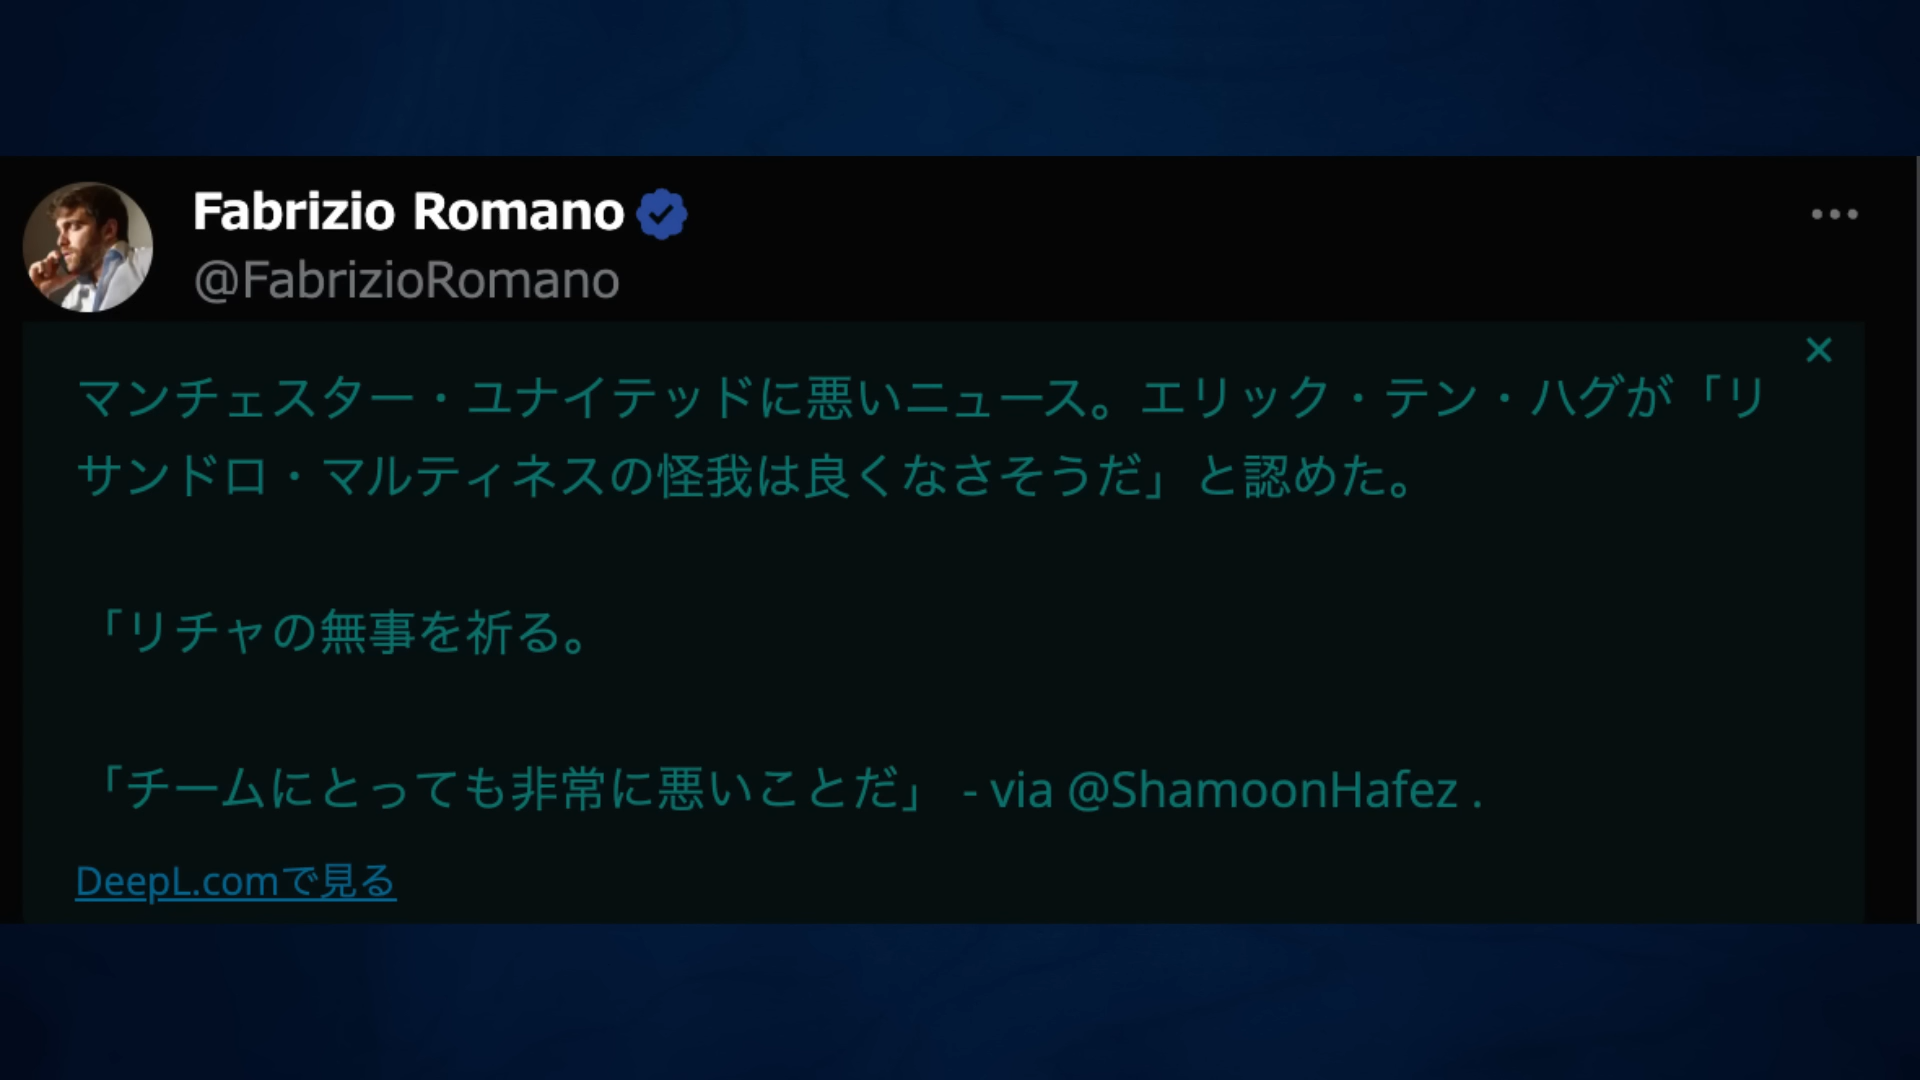 Fabrizio Romano
@FabrizioRomano
マンチェスター・ユナイテッドに悪いニュース。エリック・テン・ハグが「リ
サンドロ・マルティネスの怪我は良くなさそうだ」と認めた。
「リチャの無事を祈る。
「チームにとっても非常に悪いことだ」 - via @ShamoonHafez .
DeepL.comで見る